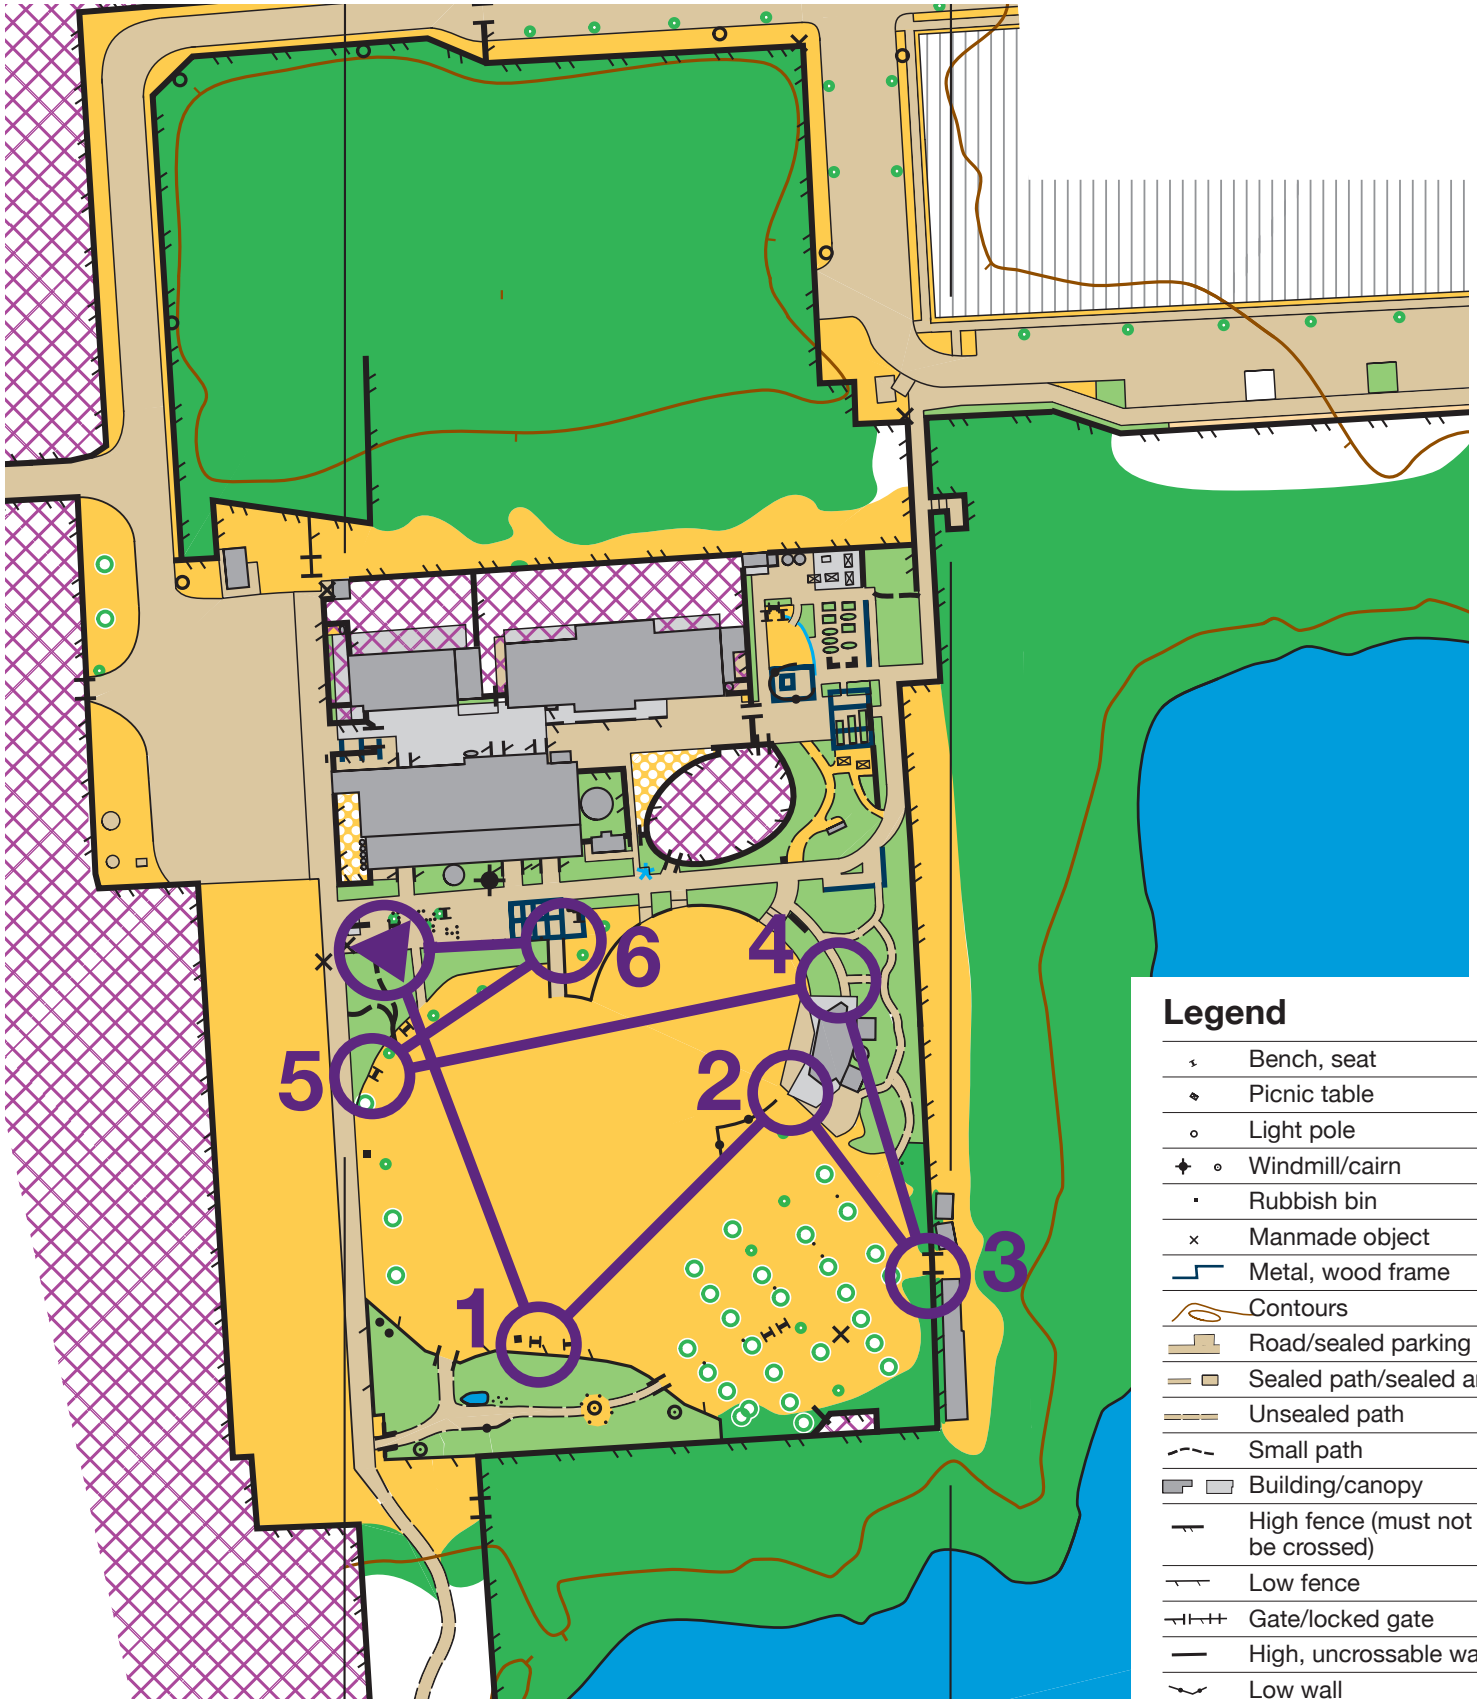 6
4
5
2
3
1
Legend
Bench, seat
Picnic table
Light pole
Windmill/cairn
Rubbish bin
Manmade object
Metal, wood frame
Contours
Road/sealed parking
Sealed path/sealed
Unsealed path
Small path
Building/canopy
High fence (must not
be crossed)
Low fence
Gate/locked gate
High, uncrossable
Low wall